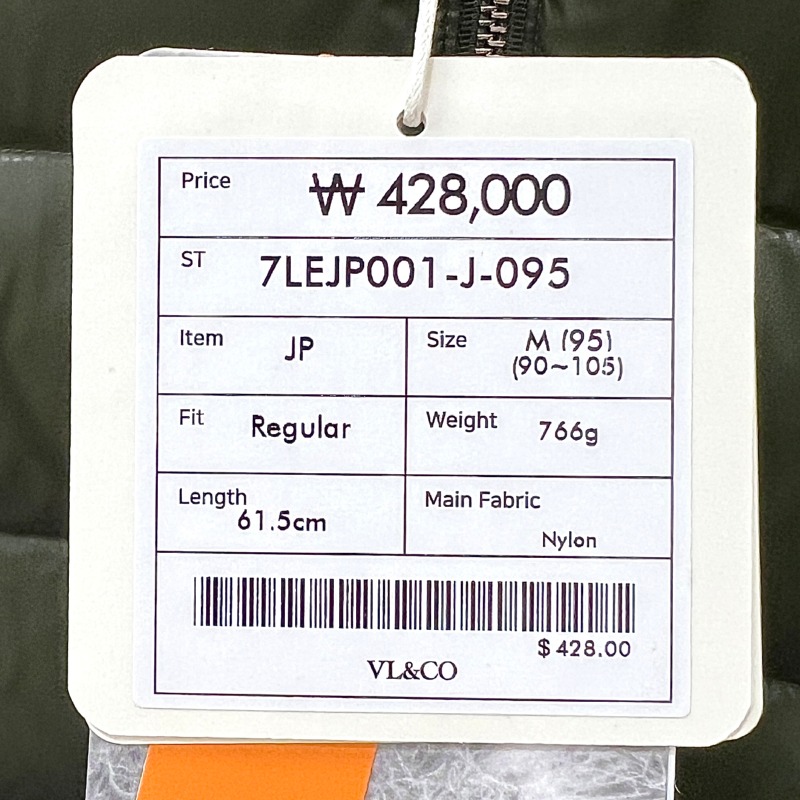 Price ₩ 428,000
ST 7LEJP001-J-095
Item JP Size M (95)
(90~105)
Fit Regular Weight 766g
Length 61.5cm Main Fabric Nylon
$ 428.00
VL&CO